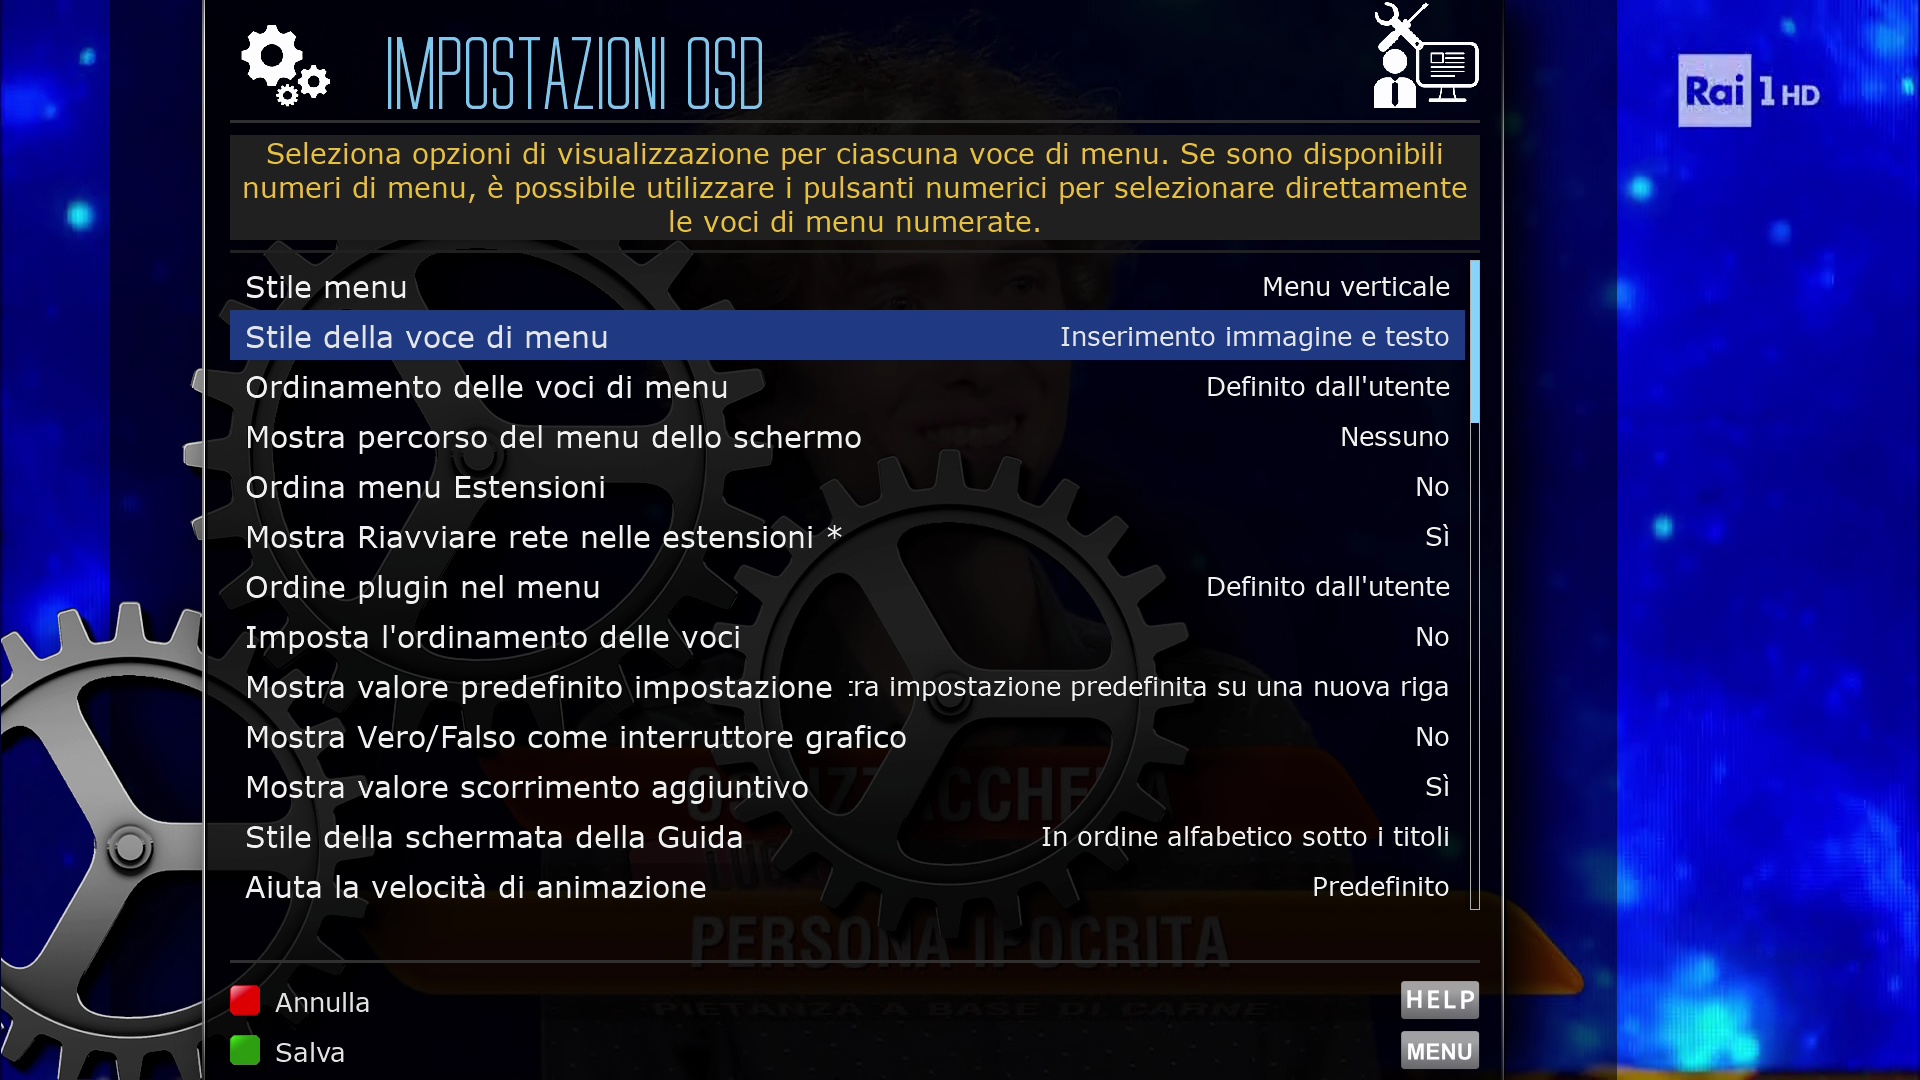 IMPOSTAZIONI OSD
Rai 1 HD
Seleziona opzioni di visualizzazione per ciascuna voce di menu. Se sono disponibili
numeri di menu, è possibile utilizzare i pulsanti numerici per selezionare direttamente
le voci di menu numerate.
Stile menu Menu verticale
Stile della voce di menu Inserimento immagine e testo
Ordinamento delle voci di menu Definito dall'utente
Mostra percorso del menu dello schermo Nessuno
Ordina menu Estensioni No
Mostra Riavviare rete nelle estensioni * Sì
Ordine plugin nel menu Definito dall'utente
Imposta l'ordinamento delle voci No
Mostra valore predefinito impostazione tra impostazione predefinita su una nuova riga
Mostra Vero/Falso come interruttore grafico No
Mostra valore scorrimento aggiuntivo Sì
Stile della schermata della Guida In ordine alfabetico sotto i titoli
Aiuta la velocità di animazione Predefinito
PERSONA IPOCRITA
PIETANZA A BASE DI CARNE
Annulla HELP
Salva MENU